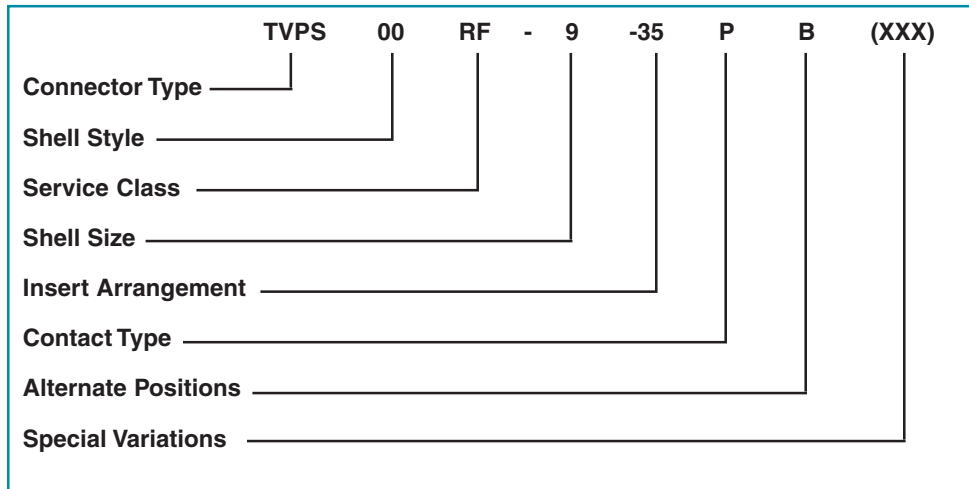 TVPS 00 RF - 9 -35 P B (XXX)
Connector Type
Shell Style
Service Class
Shell Size
Insert Arrangement
Contact Type
Alternate Positions
Special Variations